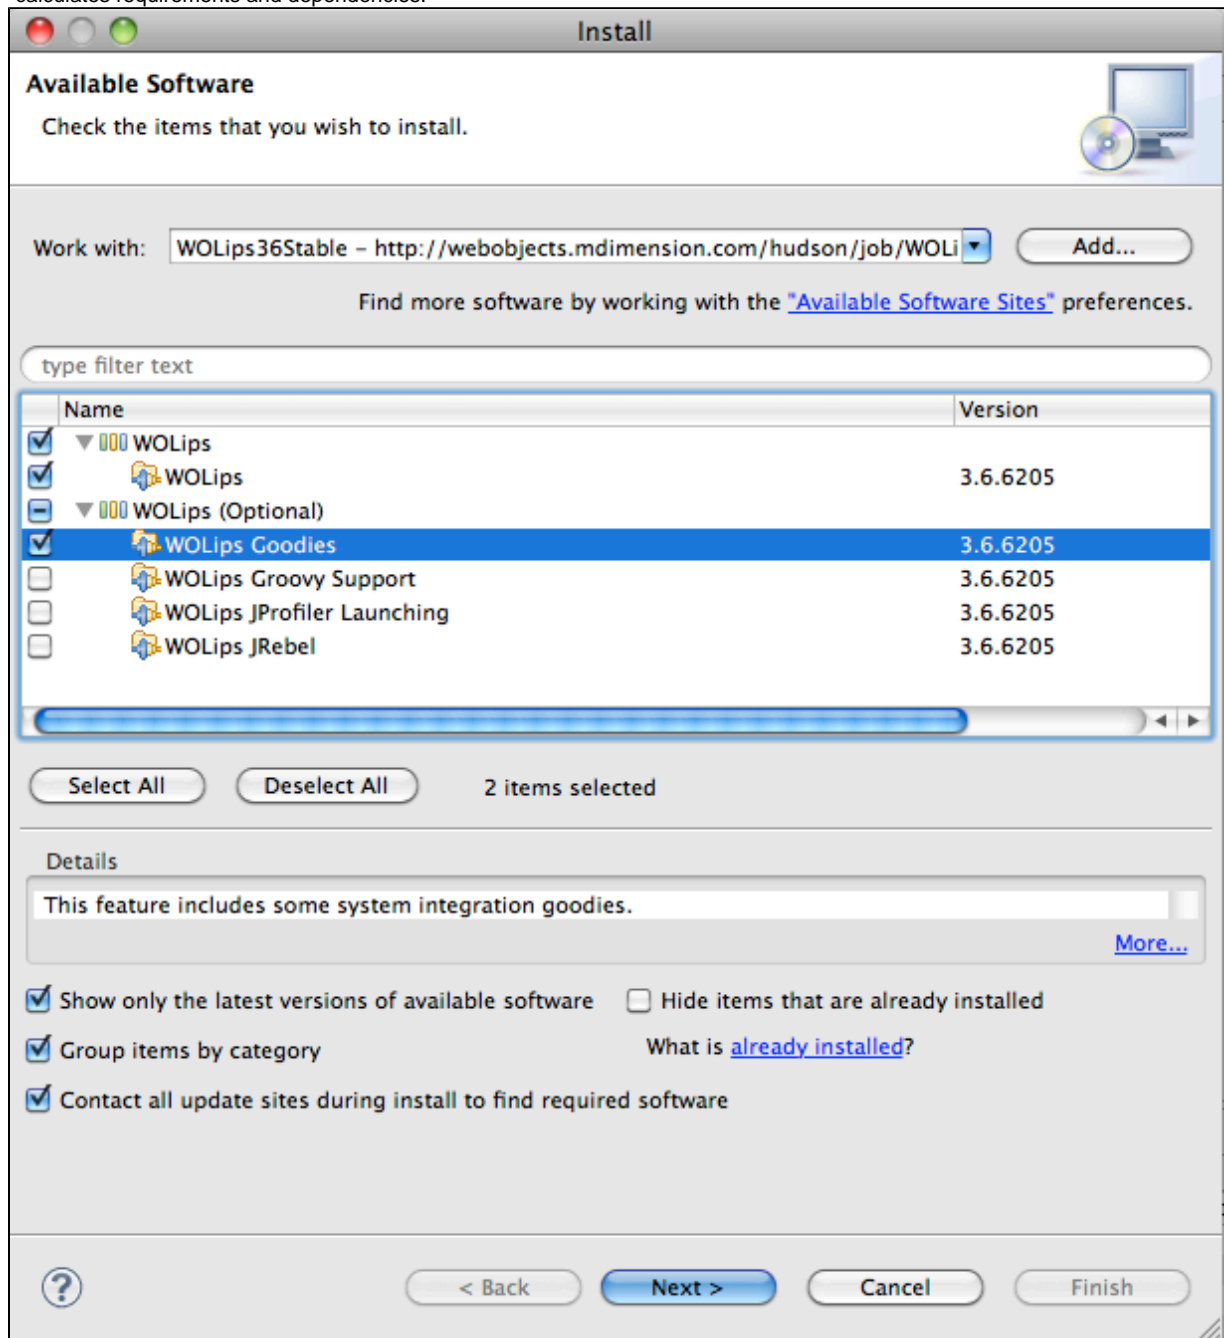 calculates requirements and dependencies.
Install
Available Software
Check the items that you wish to install.
Work with: WOLips36Stable – http://webobjects.mdimension.com/hudson/job/WOLi Add...
Find more software by working with the "Available Software Sites" preferences.
type filter text
Name Version
WOLips
WOLips 3.6.6205
WOLips (Optional)
WOLips Goodies 3.6.6205
WOLips Groovy Support 3.6.6205
WOLips JProfiler Launching 3.6.6205
WOLips JRebel 3.6.6205
Select All Deselect All 2 items selected
Details
This feature includes some system integration goodies.
More...
Show only the latest versions of available software Hide items that are already installed
Group items by category What is already installed?
Contact all update sites during install to find required software
? < Back Next > Cancel Finish